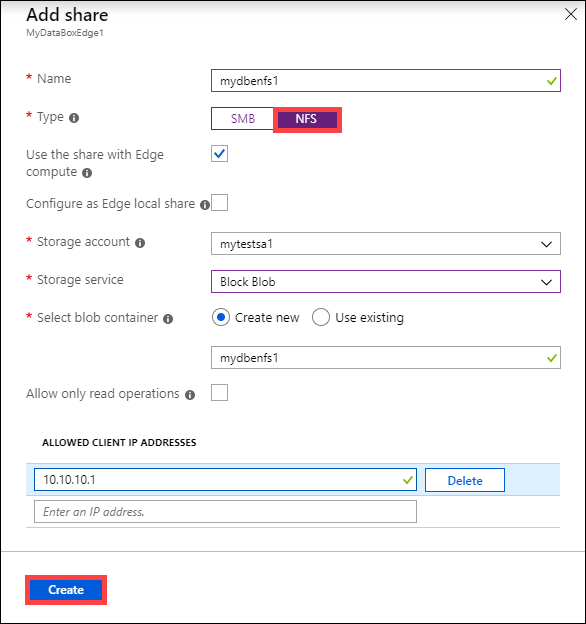 Add share
MyDataBoxEdge1
* Name
mydbenfs1
* Type
SMB
NFS
Use the share with Edge
compute
Configure as Edge local share
* Storage account
mytestsa1
* Storage service
Block Blob
* Select blob container
Create new
Use existing
mydbenfs1
Allow only read operations
ALLOWED CLIENT IP ADDRESSES
10.10.10.1
Delete
Enter an IP address.
Create